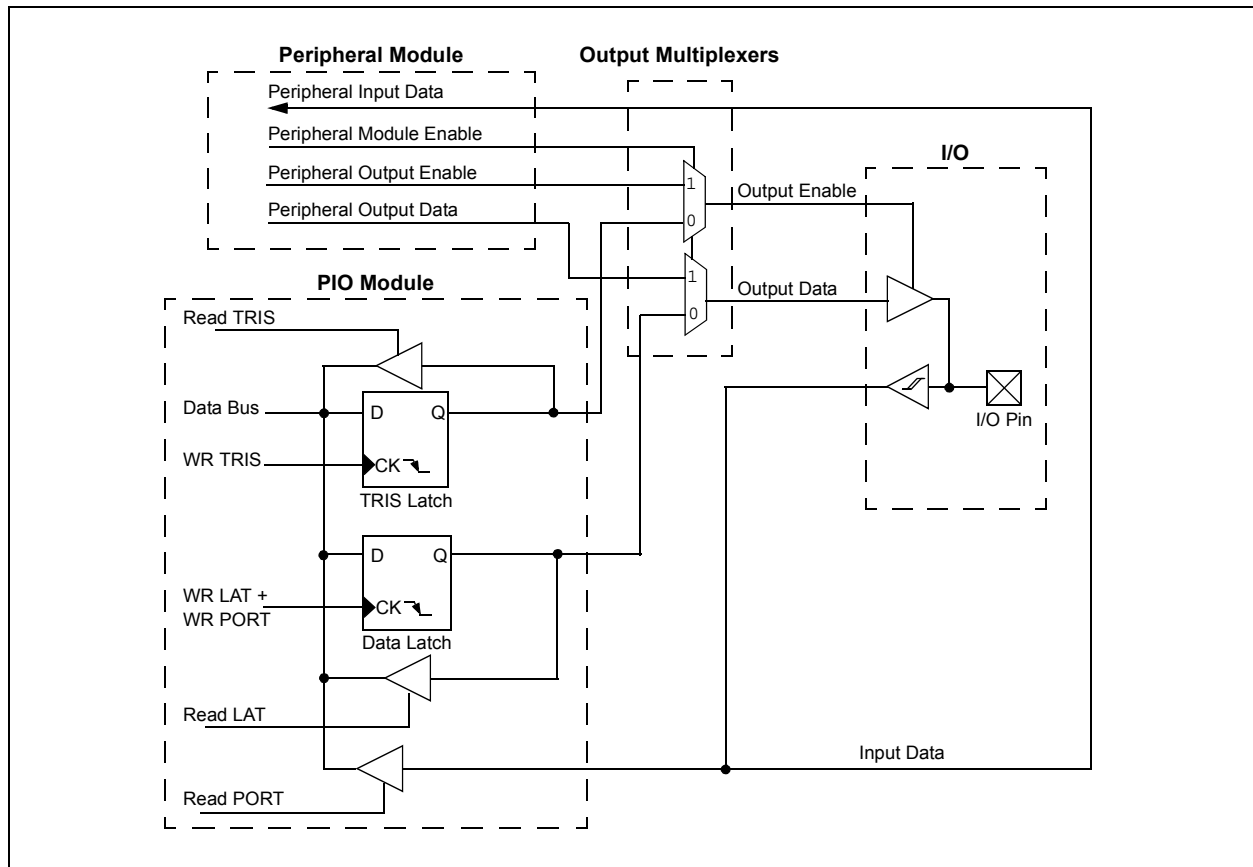 Peripheral Module
Output Multiplexers
Peripheral Input Data
Peripheral Module Enable
Peripheral Output Enable
Peripheral Output Data
I/O
1
0
Output Enable
1
0
Output Data
I/O Pin
PIO Module
Read TRIS
Data Bus
D Q
WR TRIS
CK
TRIS Latch
D Q
WR LAT +
WR PORT
CK
Data Latch
Read LAT
Input Data
Read PORT